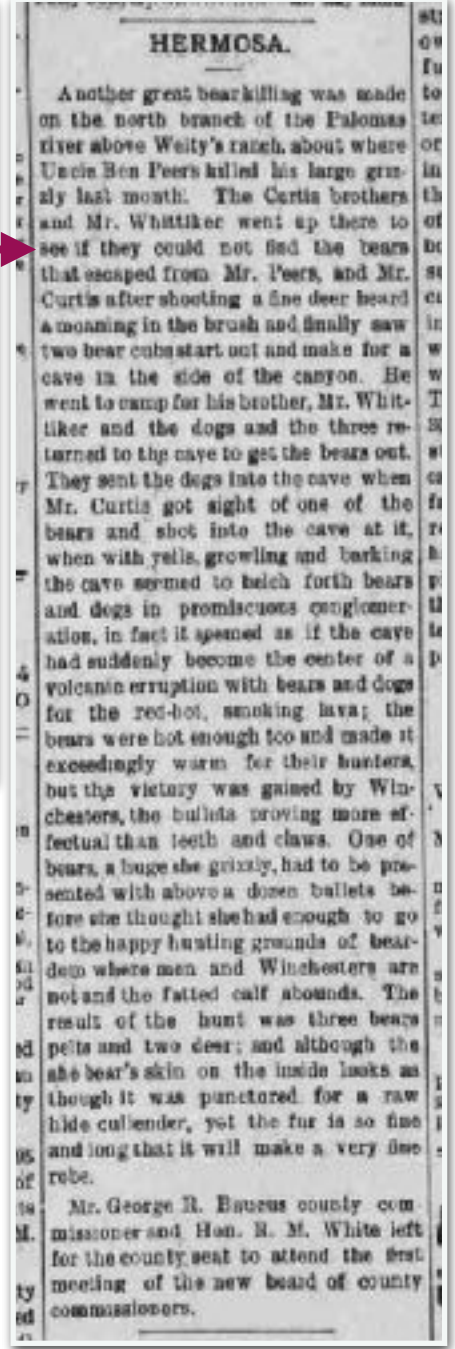 HERMOSA.
Another great bear killing was made
on the north branch of the Palomas
river above Welty's ranch, about where
Uncle Ben Peers killed his large griz-
zly last month. The Curtis brothers
and Mr. Whittiker went up there to
see if they could not find the bears
that escaped from Mr. Peers, and Mr.
Curtis after shooting a fine deer heard
a moaning in the brush and finally saw
two bear cubs start out and make for a
cave in the side of the canyon. He
went to camp for his brother, Mr. Whit-
tiker and the dogs and the three re-
turned to the cave to get the bears out.
They sent the dogs into the cave when
Mr. Curtis got sight of one of the
bears and shot into the cave at it,
when with yells, growling and barking
the cave seemed to belch forth bears
and dogs in promiscuous conglomer-
ation, in fact it seemed as if the cave
had suddenly become the center of a
volcanic erruption with bears and dogs
for the red-hot, smoking lava; the
bears were hot enough too and made it
exceedingly warm for their hunters,
but the victory was gained by Win-
chesters, the bullets proving more ef-
fectual than teeth and claws. One of
bears, a huge she grizzly, had to be pre-
sented with above a dozen bullets be-
fore she thought she had enough to go
to the happy hunting grounds of bear-
dom where men and Winchesters are
not and the fatted calf abounds. The
result of the hunt was three bears
pelts and two deer; and although the
she bear's skin on the inside looks as
though it was punctured for a raw
hide cullender, yet the fur is so fine
and long that it will make a very fine
robe.
Mr. George R. Baucus county com-
missioner and Hon. R. M. White left
for the county seat to attend the first
meeting of the new board of county
commissioners.